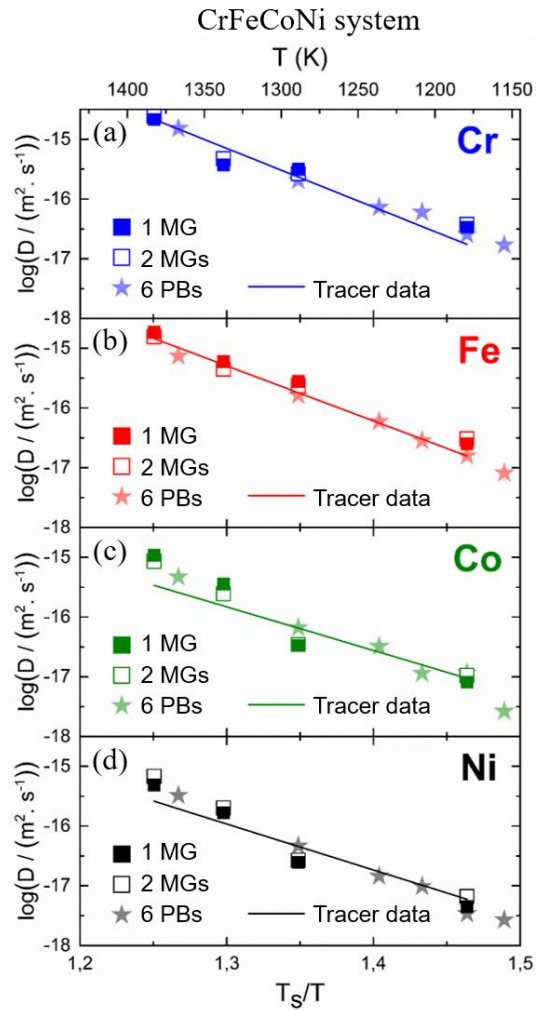 CrFeCoNi system
T (K)
1400 1350 1300 1250 1200 1150
(a) Cr
-15
-16
-17
-18
log(D / (m². s⁻¹))
1 MG
2 MGs
6 PBs Tracer data
(b) Fe
-15
-16
-17
-18
log(D / (m². s⁻¹))
1 MG
2 MGs
6 PBs Tracer data
(c) Co
-15
-16
-17
-18
log(D / (m². s⁻¹))
1 MG
2 MGs
6 PBs Tracer data
(d) Ni
-15
-16
-17
-18
log(D / (m². s⁻¹))
1 MG
2 MGs
6 PBs Tracer data
1,2 1,3 1,4 1,5
Tₛ/T